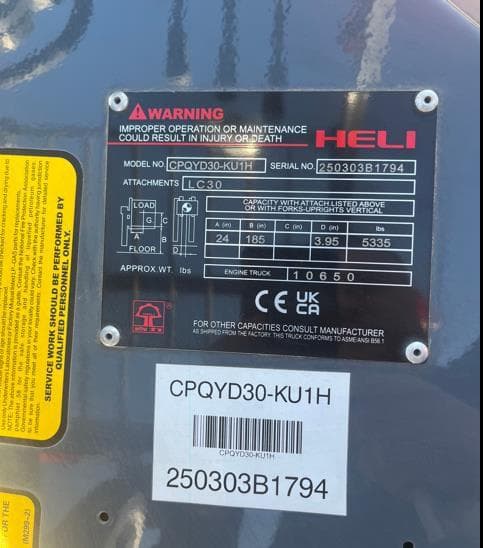 WARNING
IMPROPER OPERATION OR MAINTENANCE
COULD RESULT IN INJURY OR DEATH
HELI
MODEL NO. CPQYD30-KU1H SERIAL NO. 250303B1794
ATTACHMENTS LC30
CAPACITY WITH ATTACH LISTED ABOVE
OR WITH FORKS-UPRIGHTS VERTICAL
LOAD
G
C
A
B
FLOOR
D
A (in) B (in) C (in) D (in) lbs
24 185 3.95 5335
APPROX.WT. lbs
ENGINE TRUCK 10650
CE UK
CA
FOR OTHER CAPACITIES CONSULT MANUFACTURER
AS SHIPPED FROM THE FACTORY, THIS TRUCK CONFORMS TO ASME/ANSI B56.1
CPQYD30-KU1H
CPQYD30-KU1H
250303B1794
SERVICE WORK SHOULD BE PERFORMED BY
QUALIFIED PERSONNEL ONLY.
(M299-2)